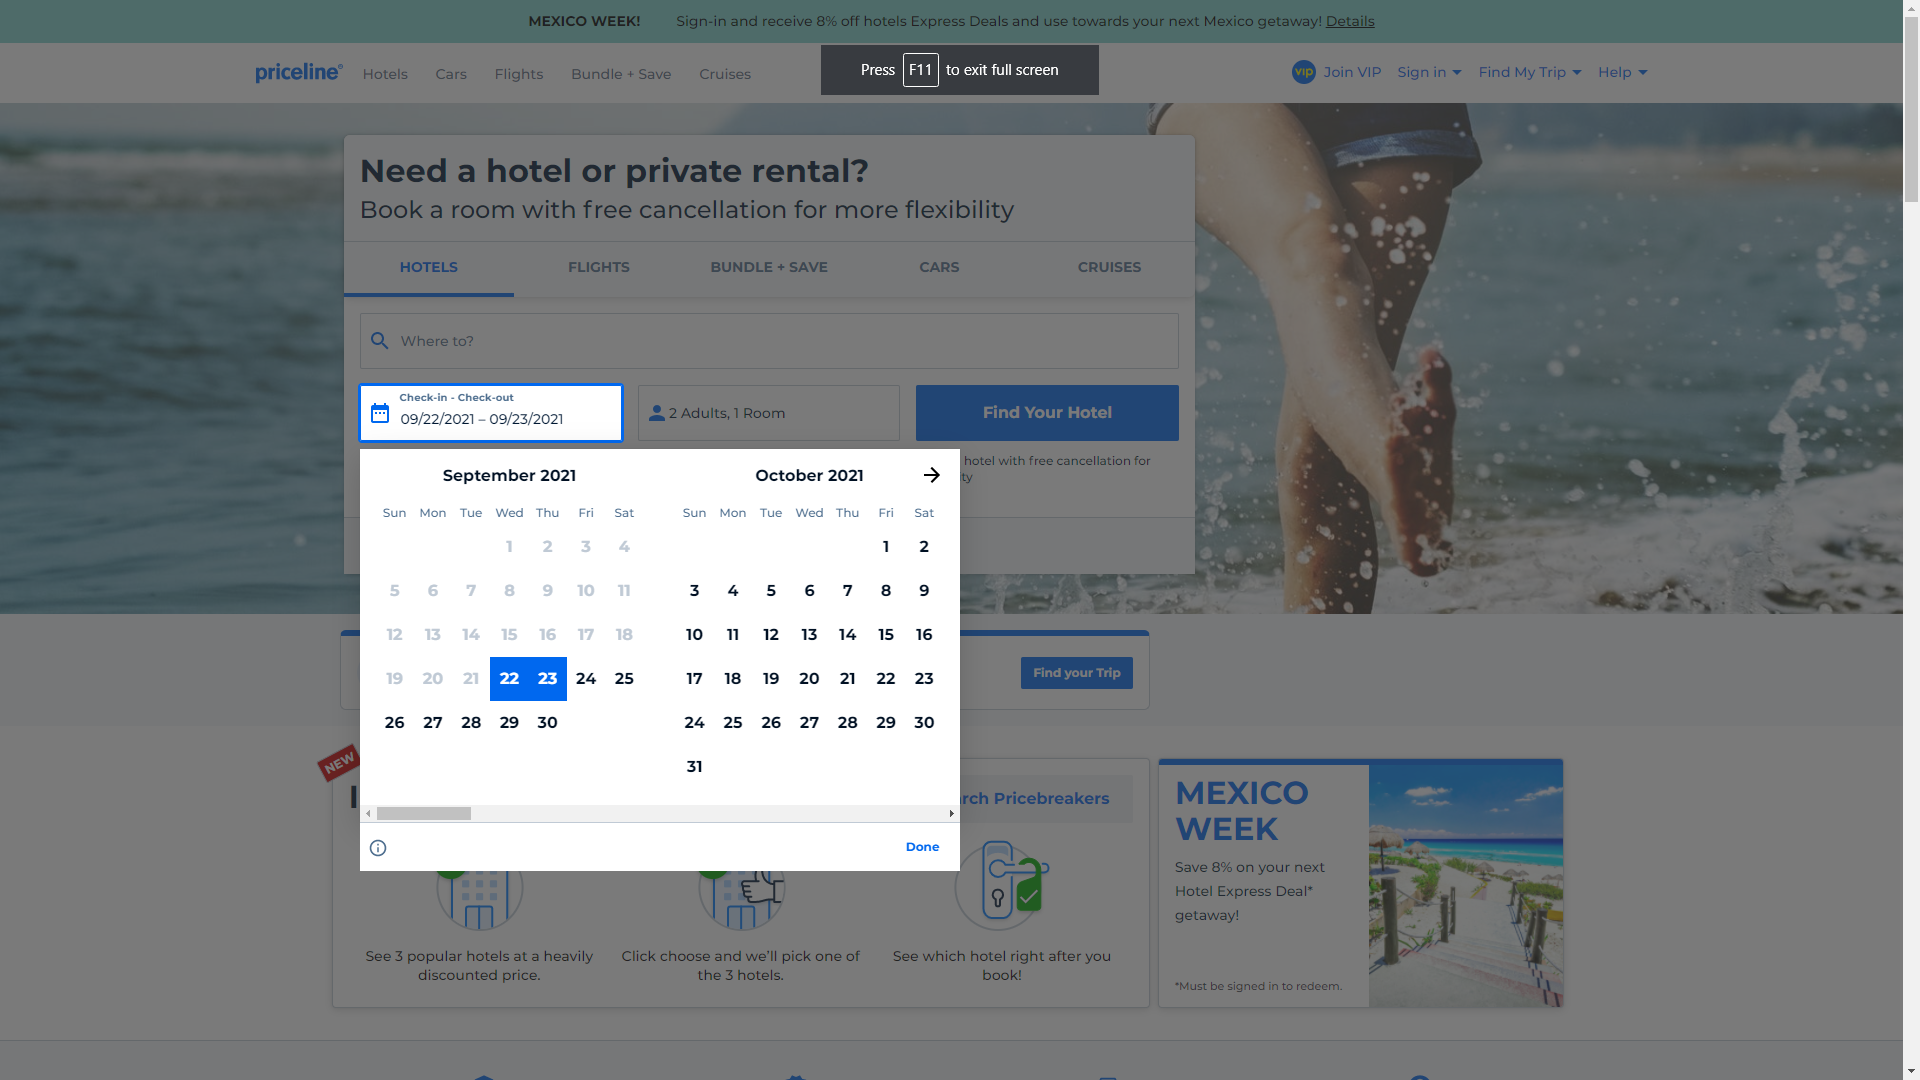 MEXICO WEEK! Sign-in and receive 8% off hotels Express Deals and use towards your next Mexico getaway! Details
priceline® Hotels Cars Flights Bundle + Save Cruises
Press F11 to exit full screen
VIP Join VIP Sign in Find My Trip Help
Need a hotel or private rental?
Book a room with free cancellation for more flexibility
HOTELS FLIGHTS BUNDLE + SAVE CARS CRUISES
Where to?
Check-in - Check-out
09/22/2021 – 09/23/2021
2 Adults, 1 Room
Find Your Hotel
hotel with free cancellation for
September 2021
Sun Mon Tue Wed Thu Fri Sat
1 2 3 4
5 6 7 8 9 10 11
12 13 14 15 16 17 18
19 20 21 22 23 24 25
26 27 28 29 30
October 2021
Sun Mon Tue Wed Thu Fri Sat
1 2
3 4 5 6 7 8 9
10 11 12 13 14 15 16
17 18 19 20 21 22 23
24 25 26 27 28 29 30
31
Done
Find your Trip
NEW
Pricebreakers
See 3 popular hotels at a heavily
discounted price.
Click choose and we'll pick one of
the 3 hotels.
See which hotel right after you
book!
MEXICO
WEEK
Save 8% on your next
Hotel Express Deal*
getaway!
*Must be signed in to redeem.